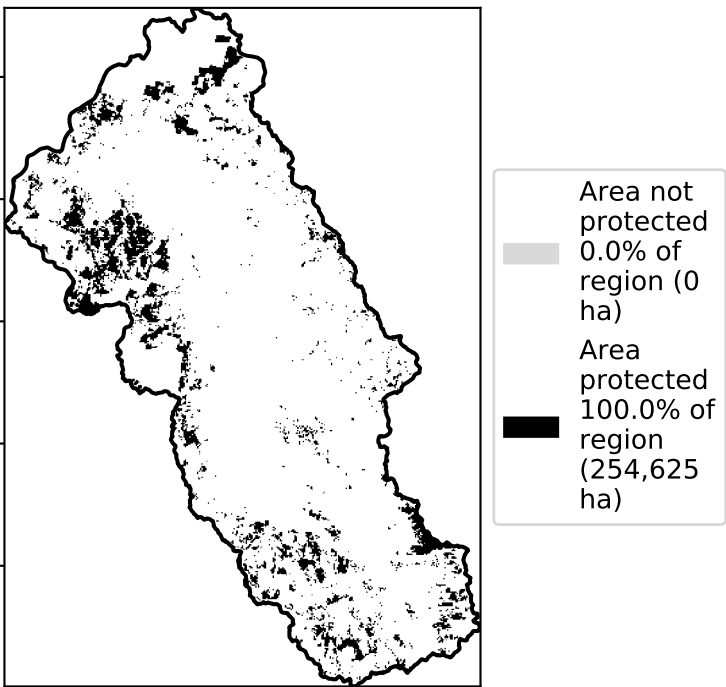 Area not
protected
0.0% of
region (0
ha)
Area
protected
100.0% of
region
(254,625
ha)